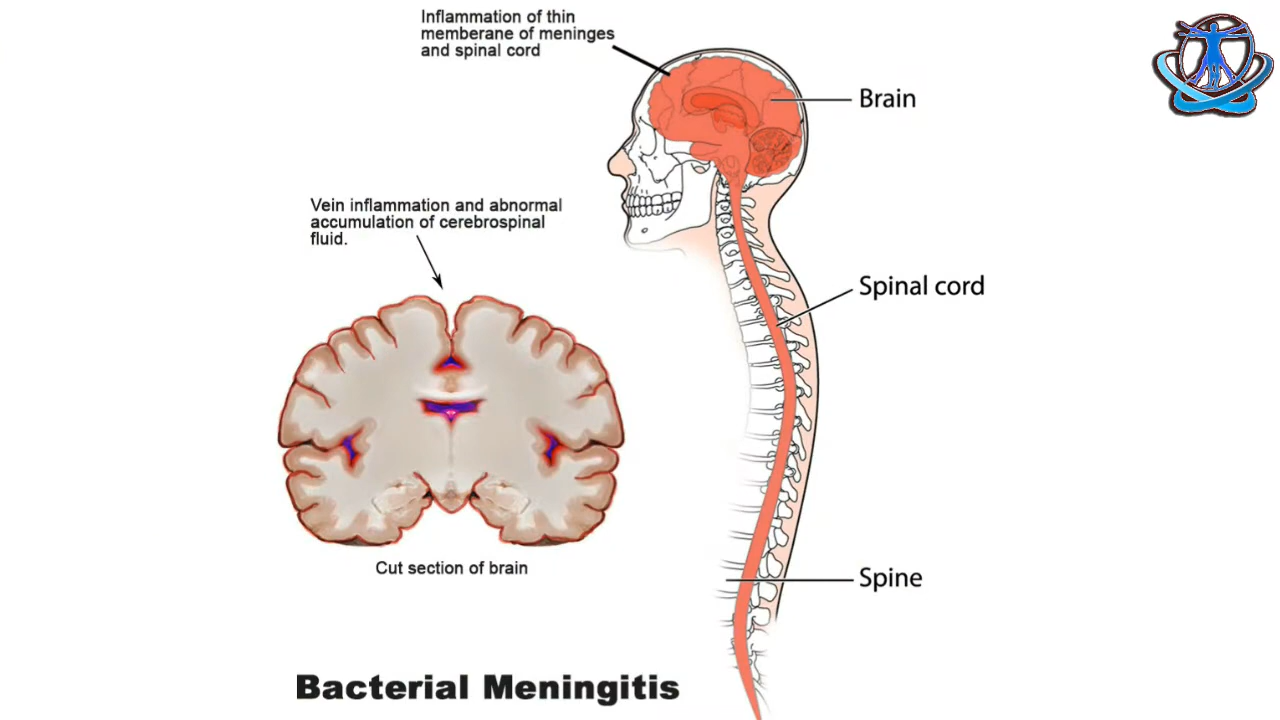 Inflammation of thin
memberane of meninges
and spinal cord
Brain
Vein inflammation and abnormal
accumulation of cerebrospinal
fluid.
Spinal cord
Cut section of brain
Spine
Bacterial Meningitis